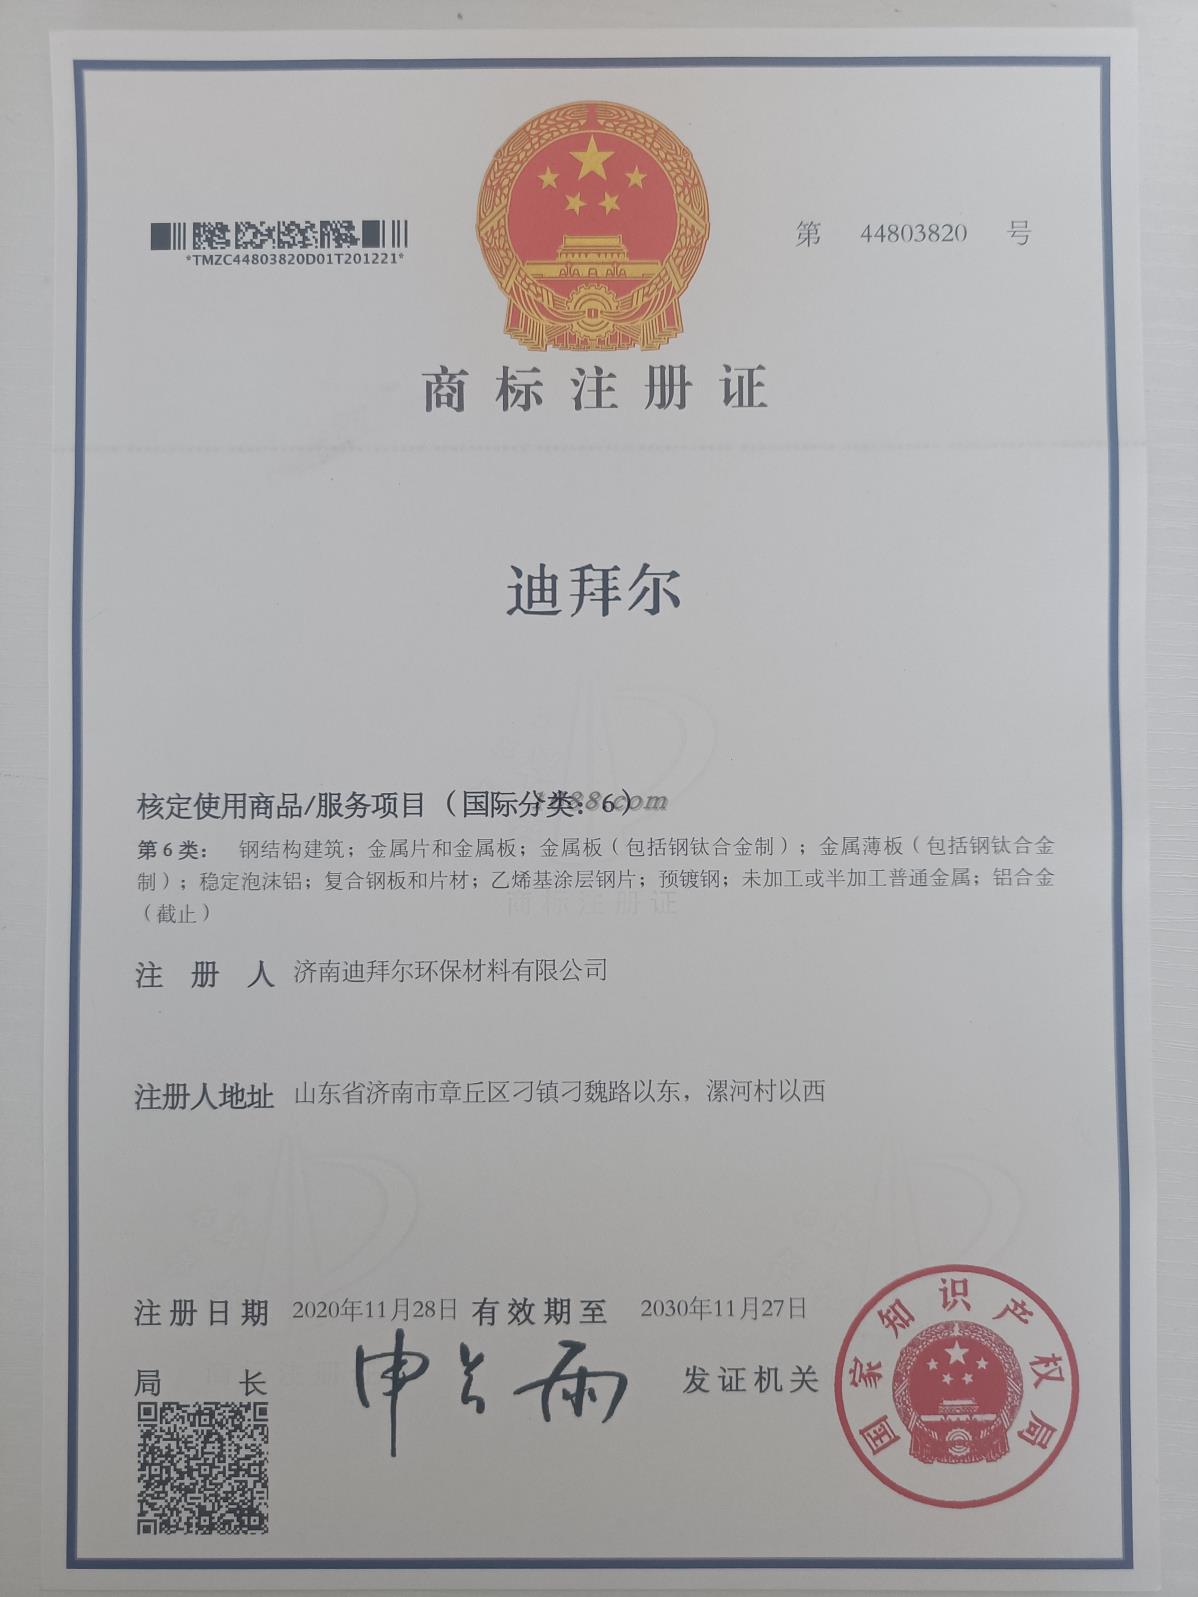 第 44803820 号
*TMZC44803820D01T201221*
商标注册证
迪拜尔
核定使用商品/服务项目（国际分类：6）
第6类： 钢结构建筑；金属片和金属板；金属板（包括钢钛合金制）；金属薄板（包括钢钛合金
制）；稳定泡沫铝；复合钢板和片材；乙烯基涂层钢片；预镀钢；未加工或半加工普通金属；铝合金
（截止）
商标注册证
注册人 济南迪拜尔环保材料有限公司
注册人地址 山东省济南市章丘区刁镇刁魏路以东，漯河村以西
注册日期 2020年11月28日 有效期至 2030年11月27日
局长 申长雨 发证机关
国家知识产权局